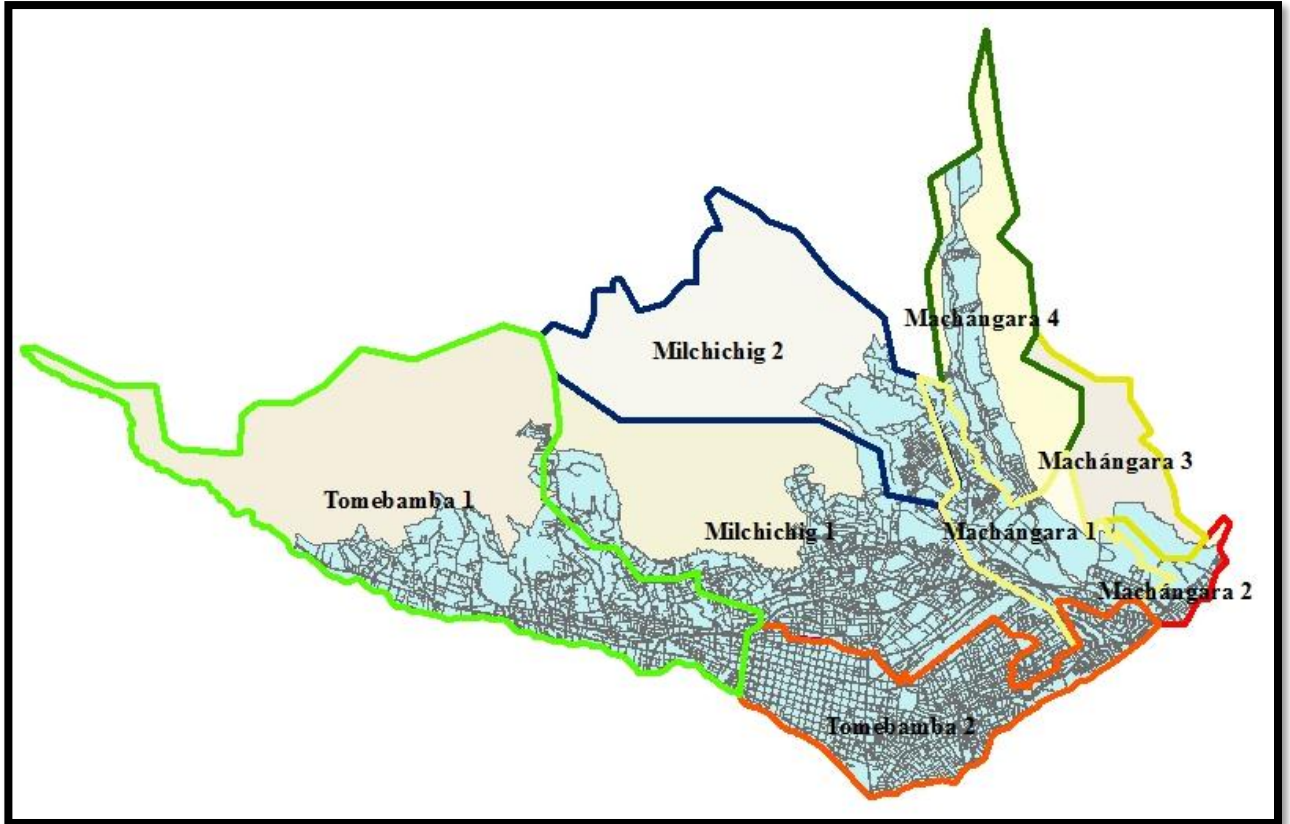 Machángara 4
Milchichig 2
Machángara 3
Tomebamba 1
Milchichig 1
Machángara 1
Machángara 2
Tomebamba 2